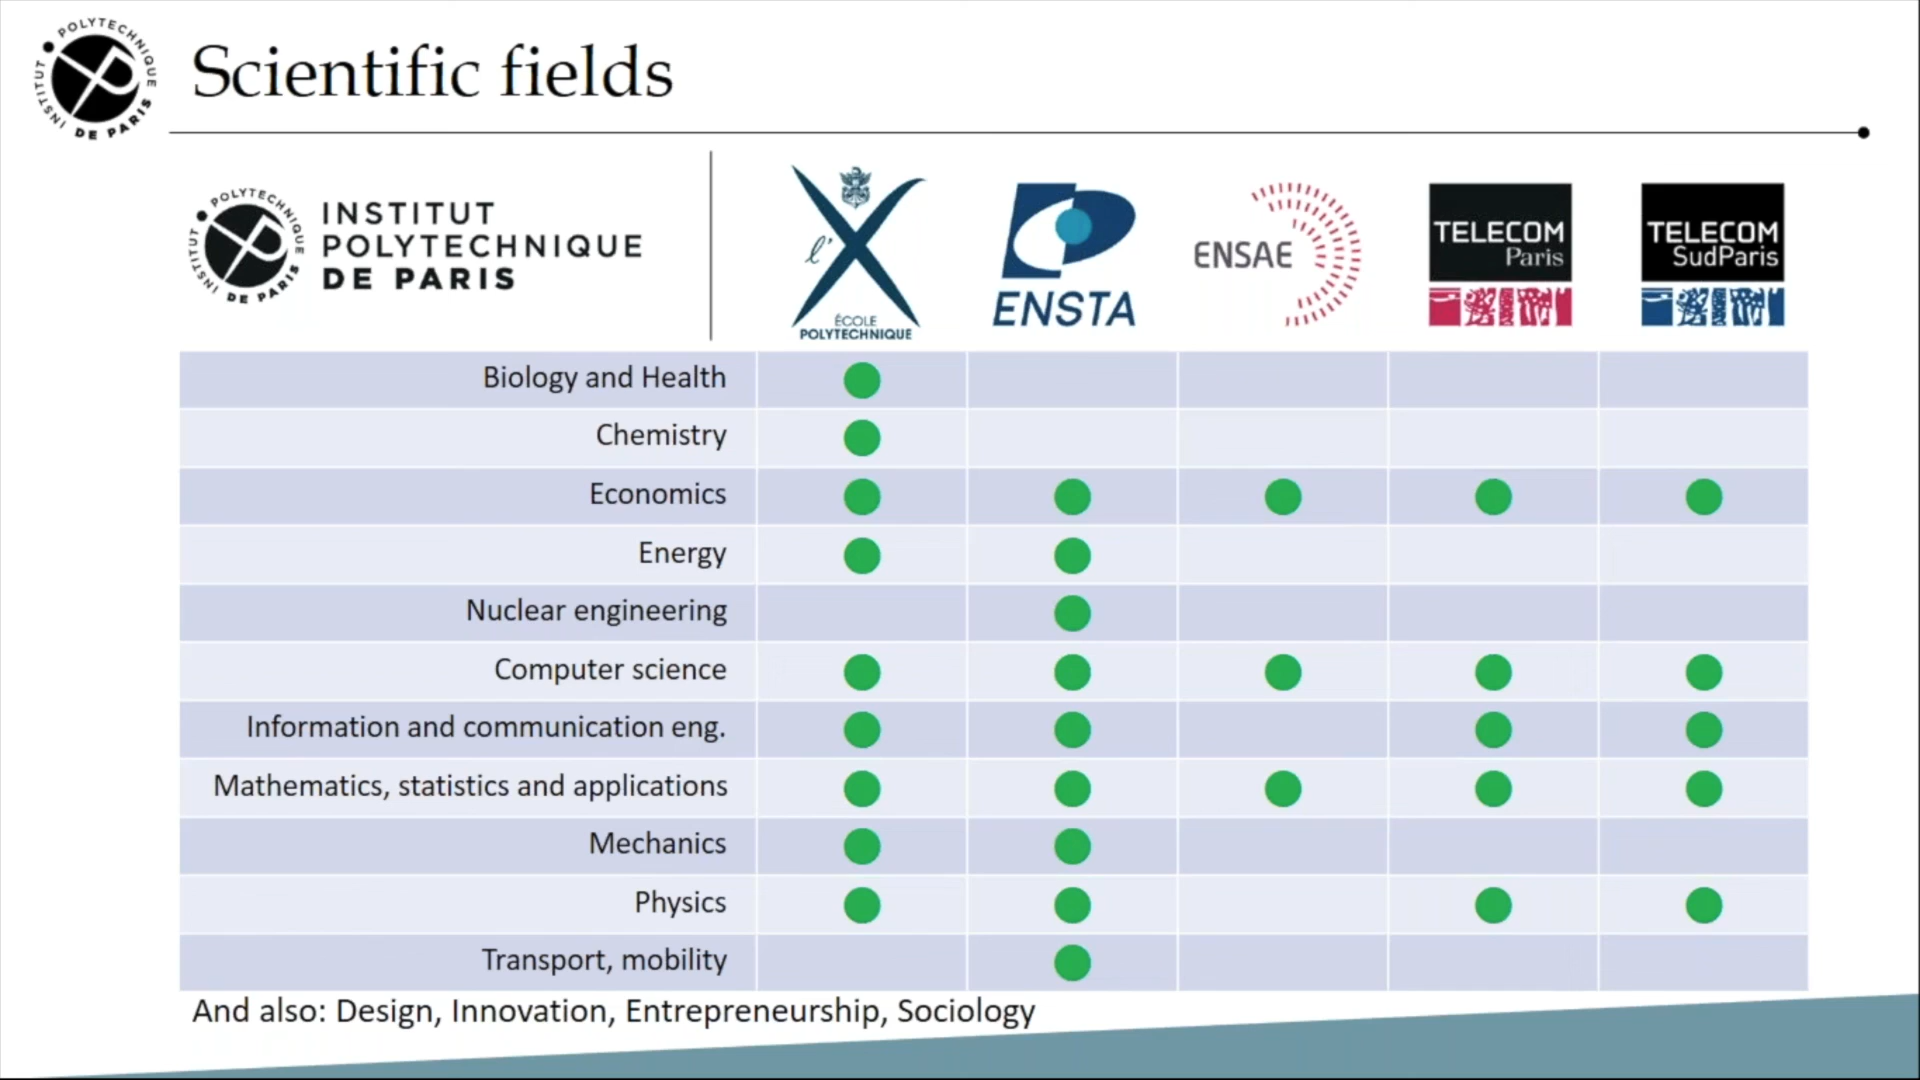 INSTITUT POLYTECHNIQUE DE PARIS
Scientific fields
INSTITUT POLYTECHNIQUE DE PARIS
INSTITUT
POLYTECHNIQUE
DE PARIS
l'X
ÉCOLE
POLYTECHNIQUE
ENSTA
ENSAE
TELECOM
Paris
TELECOM
SudParis
Biology and Health
Chemistry
Economics
Energy
Nuclear engineering
Computer science
Information and communication eng.
Mathematics, statistics and applications
Mechanics
Physics
Transport, mobility
And also: Design, Innovation, Entrepreneurship, Sociology